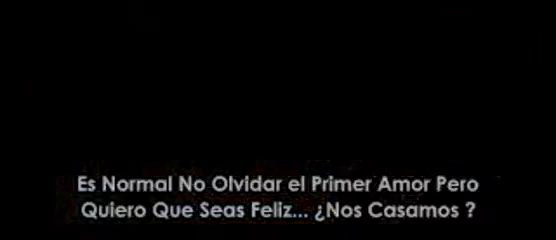 Es Normal No Olvidar el Primer Amor Pero
Quiero Que Seas Feliz... ¿Nos Casamos ?